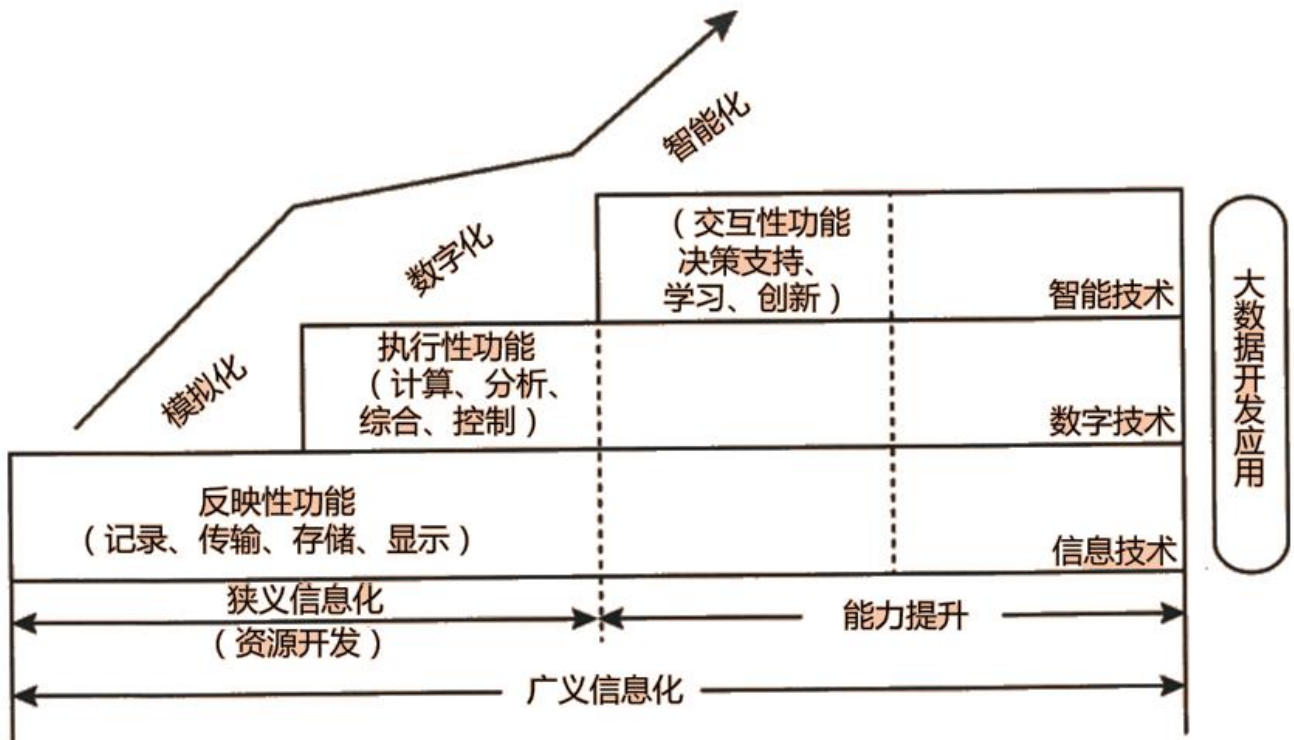 智能化
数字化
模拟化
（交互性功能
决策支持、
学习、创新）
智能技术
执行性功能
（计算、分析、
综合、控制）
数字技术
反映性功能
（记录、传输、存储、显示）
信息技术
大数据开发应用
狭义信息化
（资源开发）
能力提升
广义信息化